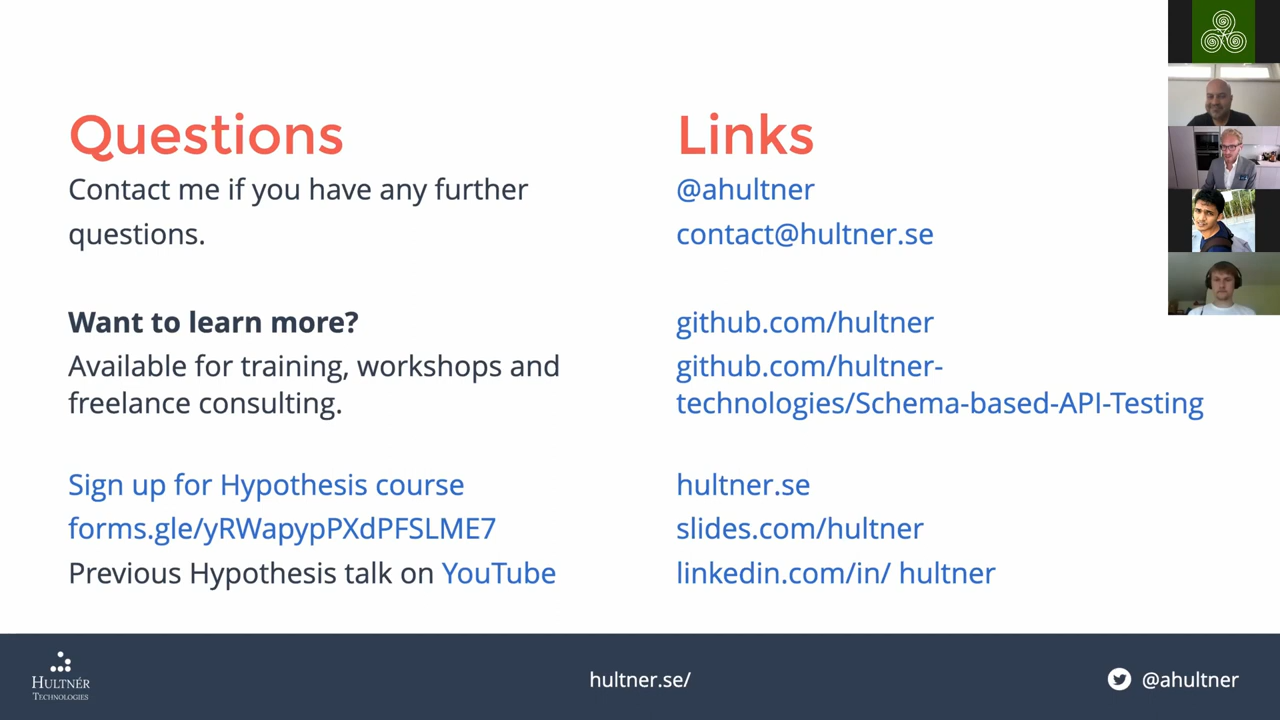 Questions
Contact me if you have any further
questions.
Want to learn more?
Available for training, workshops and
freelance consulting.
Sign up for Hypothesis course
forms.gle/yRWapypPXdPFSLME7
Previous Hypothesis talk on YouTube
Links
@ahultner
contact@hultner.se
github.com/hultner
github.com/hultner-
technologies/Schema-based-API-Testing
hultner.se
slides.com/hultner
linkedin.com/in/ hultner
HULTNÉR
TECHNOLOGIES
hultner.se/
@ahultner